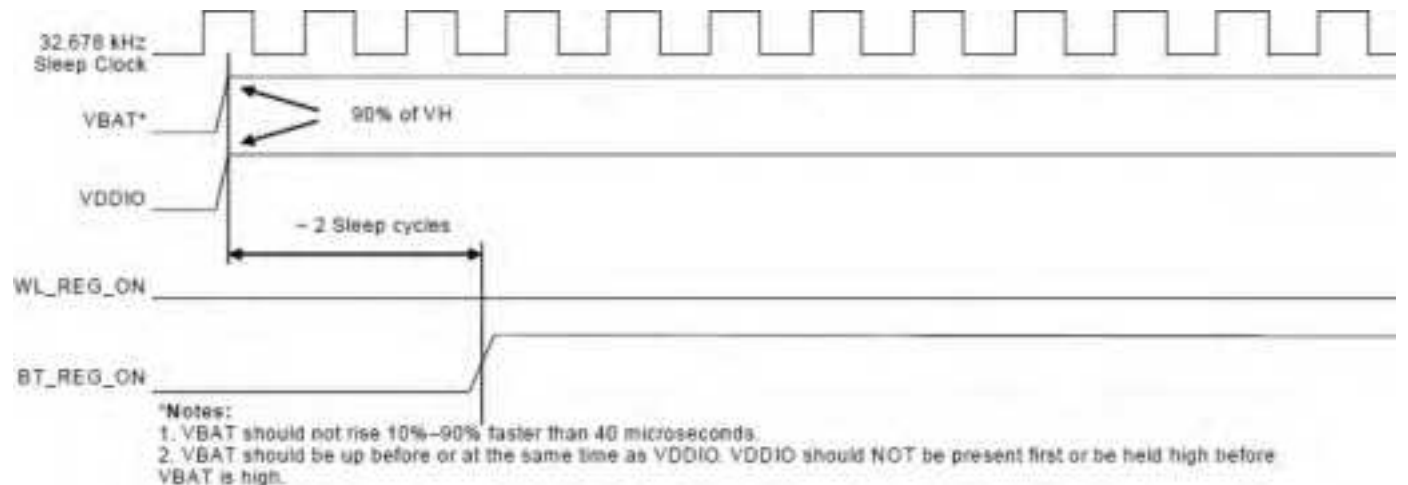 32.678 kHz
Sleep Clock
VBAT*
90% of VH
VDDIO
~ 2 Sleep cycles
WL_REG_ON
BT_REG_ON
*Notes:
1. VBAT should not rise 10%–90% faster than 40 microseconds.
2. VBAT should be up before or at the same time as VDDIO. VDDIO should NOT be present first or be held high before
VBAT is high.